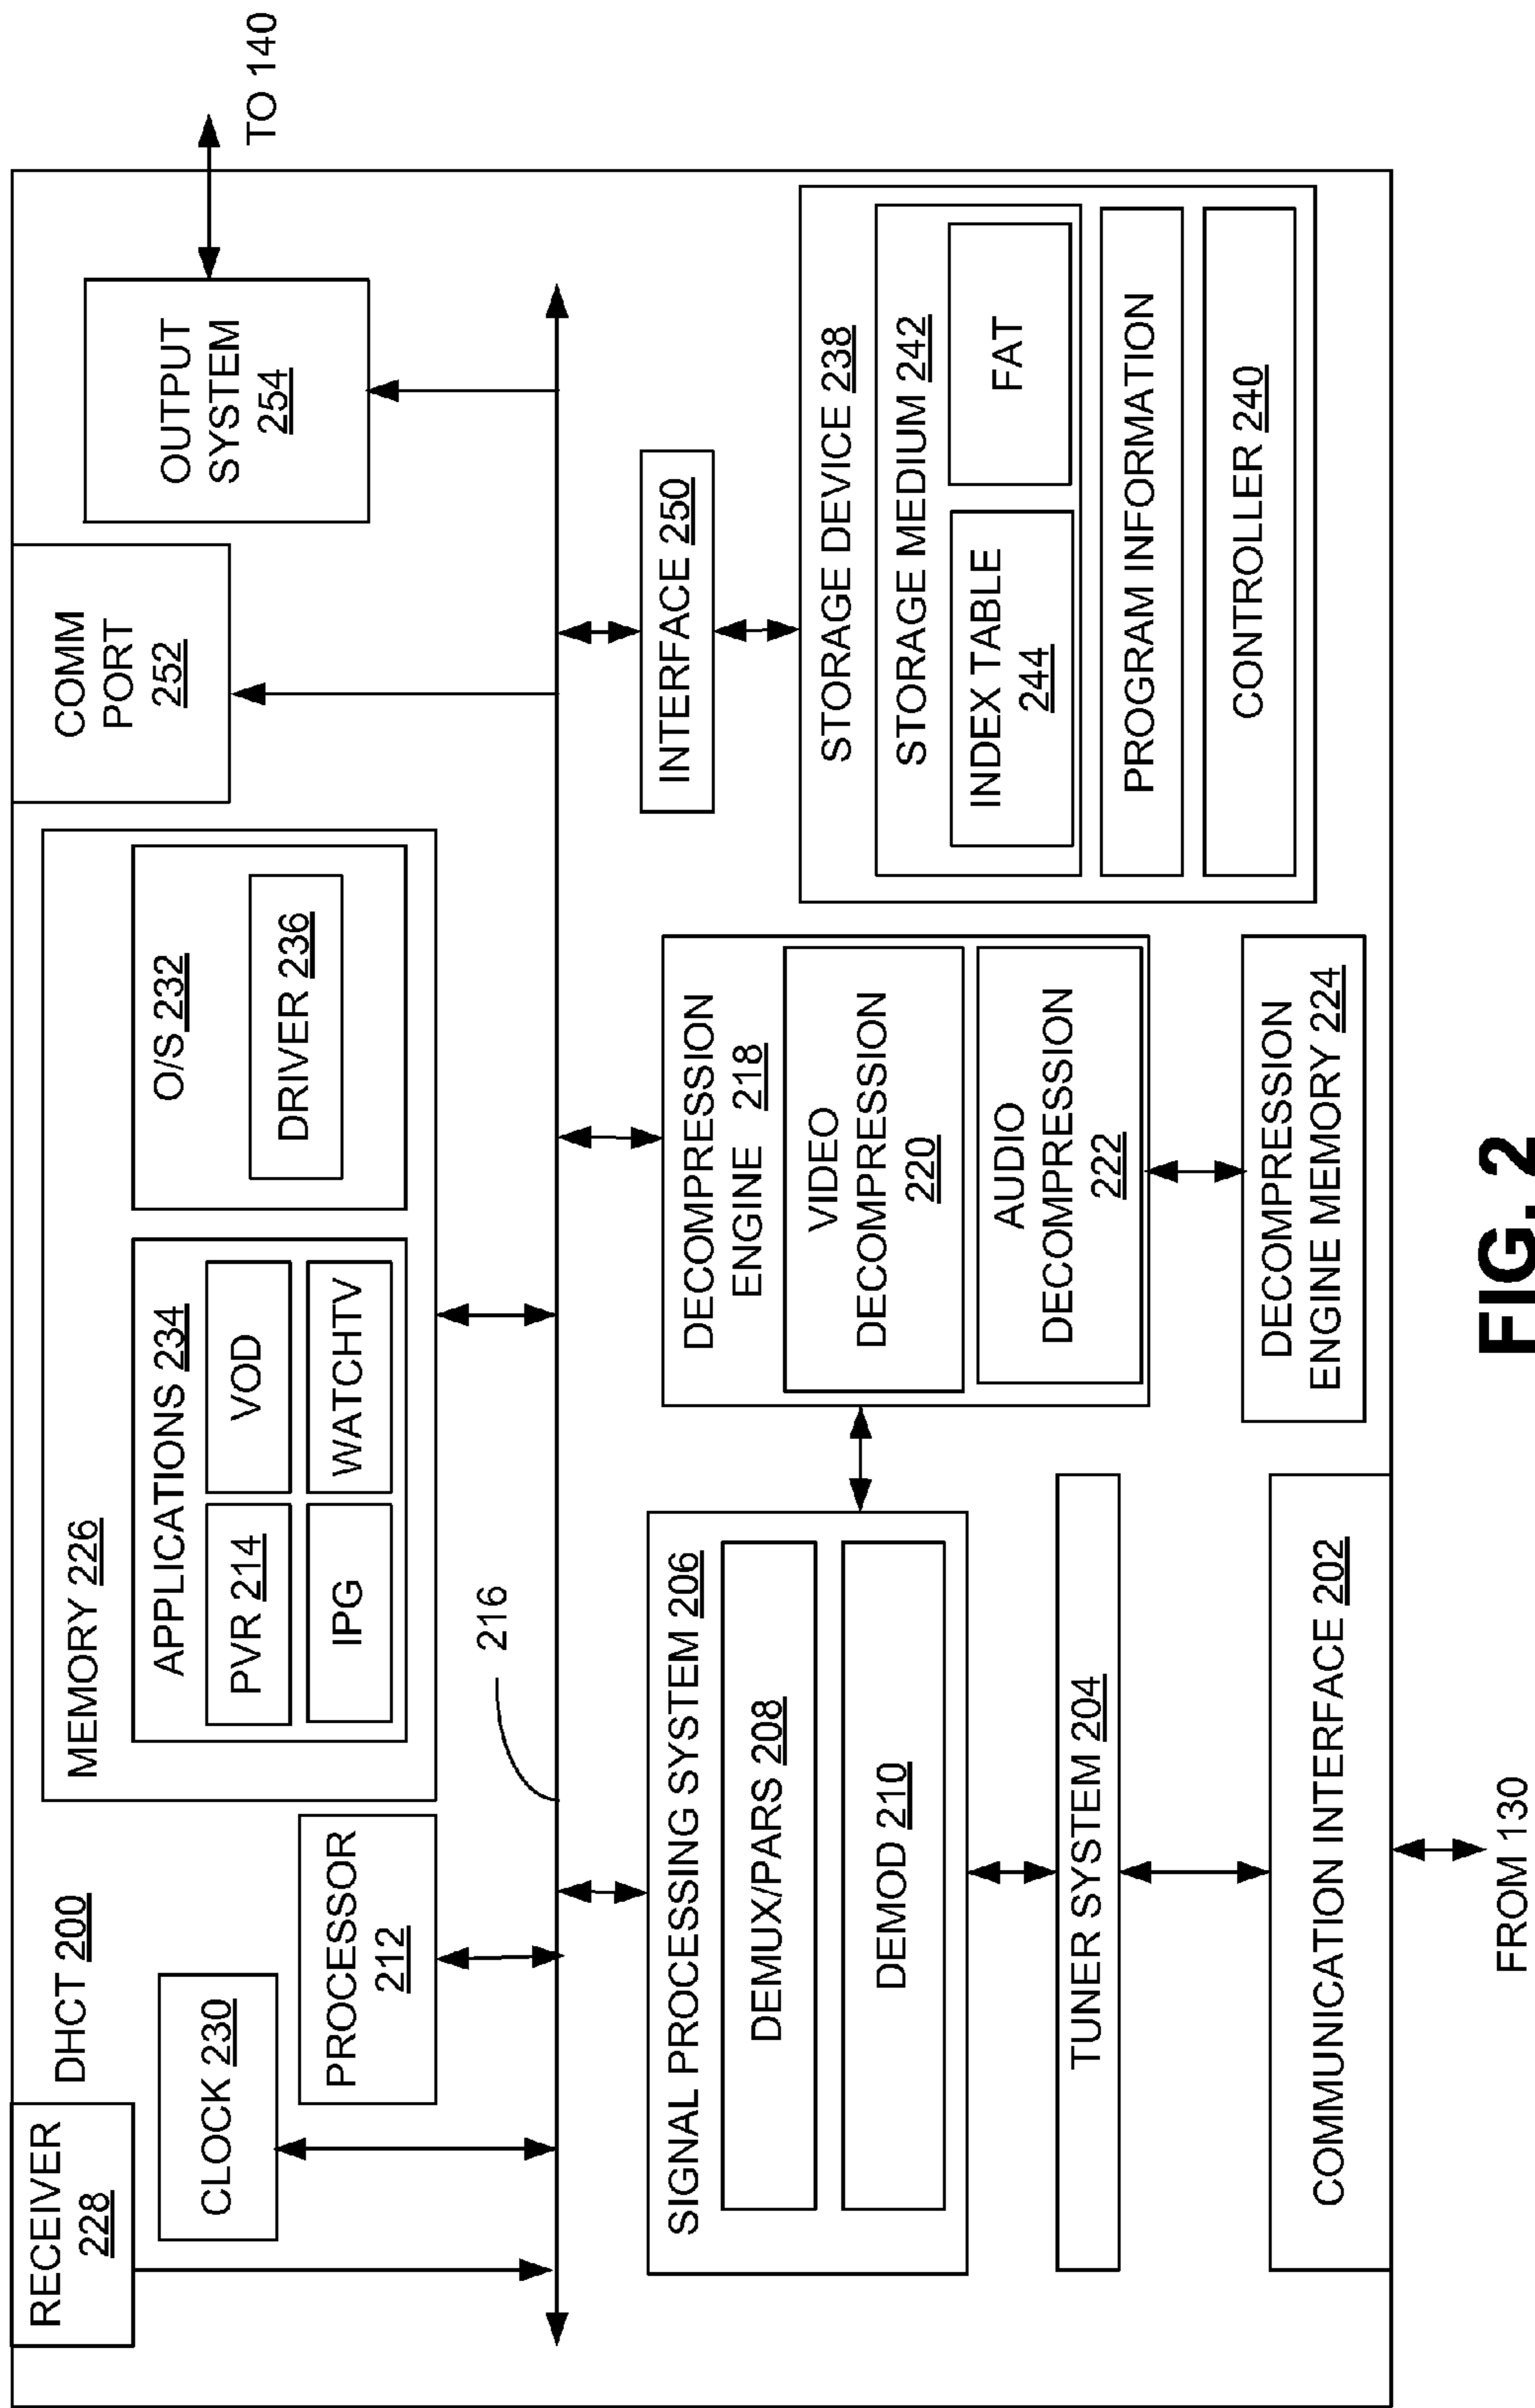 RECEIVER
228
DHCT 200
CLOCK 230
PROCESSOR
212
MEMORY 226
APPLICATIONS 234
PVR 214
VOD
IPG
WATCHTV
O/S 232
DRIVER 236
COMM
PORT
252
OUTPUT
SYSTEM
254
TO 140
216
SIGNAL PROCESSING SYSTEM 206
DEMUX/PARS 208
DEMOD 210
TUNER SYSTEM 204
COMMUNICATION INTERFACE 202
FROM 130
DECOMPRESSION
ENGINE 218
VIDEO
DECOMPRESSION
220
AUDIO
DECOMPRESSION
222
DECOMPRESSION
ENGINE MEMORY 224
INTERFACE 250
STORAGE DEVICE 238
STORAGE MEDIUM 242
INDEX TABLE
244
FAT
PROGRAM INFORMATION
CONTROLLER 240
FIG. 2